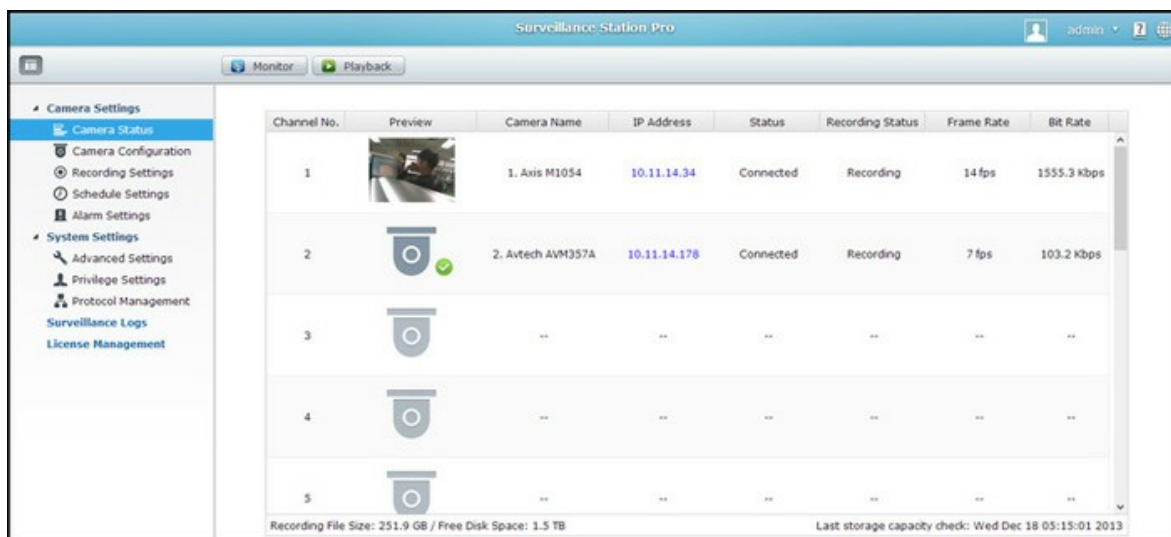 Surveillance Station Pro
admin
Monitor Playback
Camera Settings
Camera Status
Camera Configuration
Recording Settings
Schedule Settings
Alarm Settings
System Settings
Advanced Settings
Privilege Settings
Protocol Management
Surveillance Logs
License Management
Channel No. Preview Camera Name IP Address Status Recording Status Frame Rate Bit Rate
1 1. Axis M1054 10.11.14.34 Connected Recording 14 fps 1555.3 Kbps
2 2. Avtech AVM357A 10.11.14.178 Connected Recording 7 fps 103.2 Kbps
3 -- -- -- -- -- --
4 -- -- -- -- -- --
5 -- -- -- -- -- --
Recording File Size: 251.9 GB / Free Disk Space: 1.5 TB Last storage capacity check: Wed Dec 18 05:15:01 2013